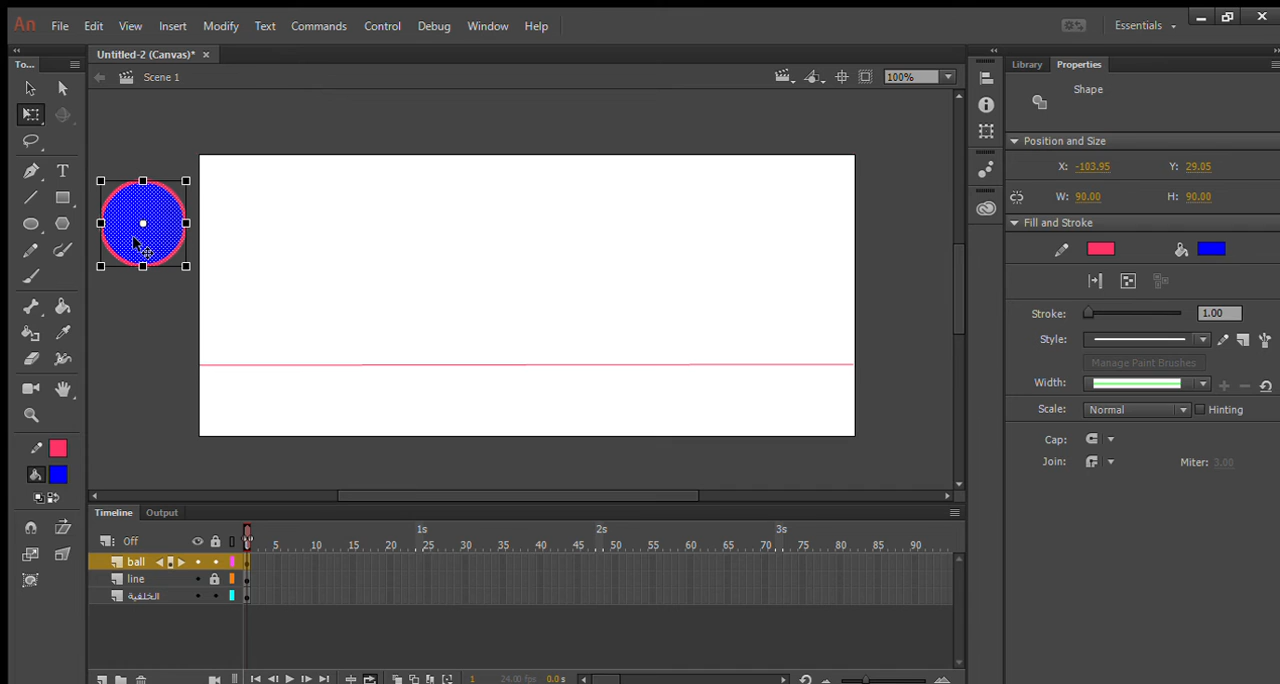 An File Edit View Insert Modify Text Commands Control Debug Window Help Essentials
Untitled-2 (Canvas)* ×
To... Library Properties
Scene 1 100%
Shape
Position and Size
X: -103.95 Y: 29.05
W: 90.00 H: 90.00
Fill and Stroke
Stroke: 1.00
Style:
Manage Paint Brushes
Width:
Scale: Normal Hinting
Cap:
Join: Miter: 3.00
Timeline Output
1s 2s 3s
Off 5 10 15 20 25 30 35 40 45 50 55 60 65 70 75 80 85 90
ball
line
الخلفية
1 24.00 fps 0.0 s